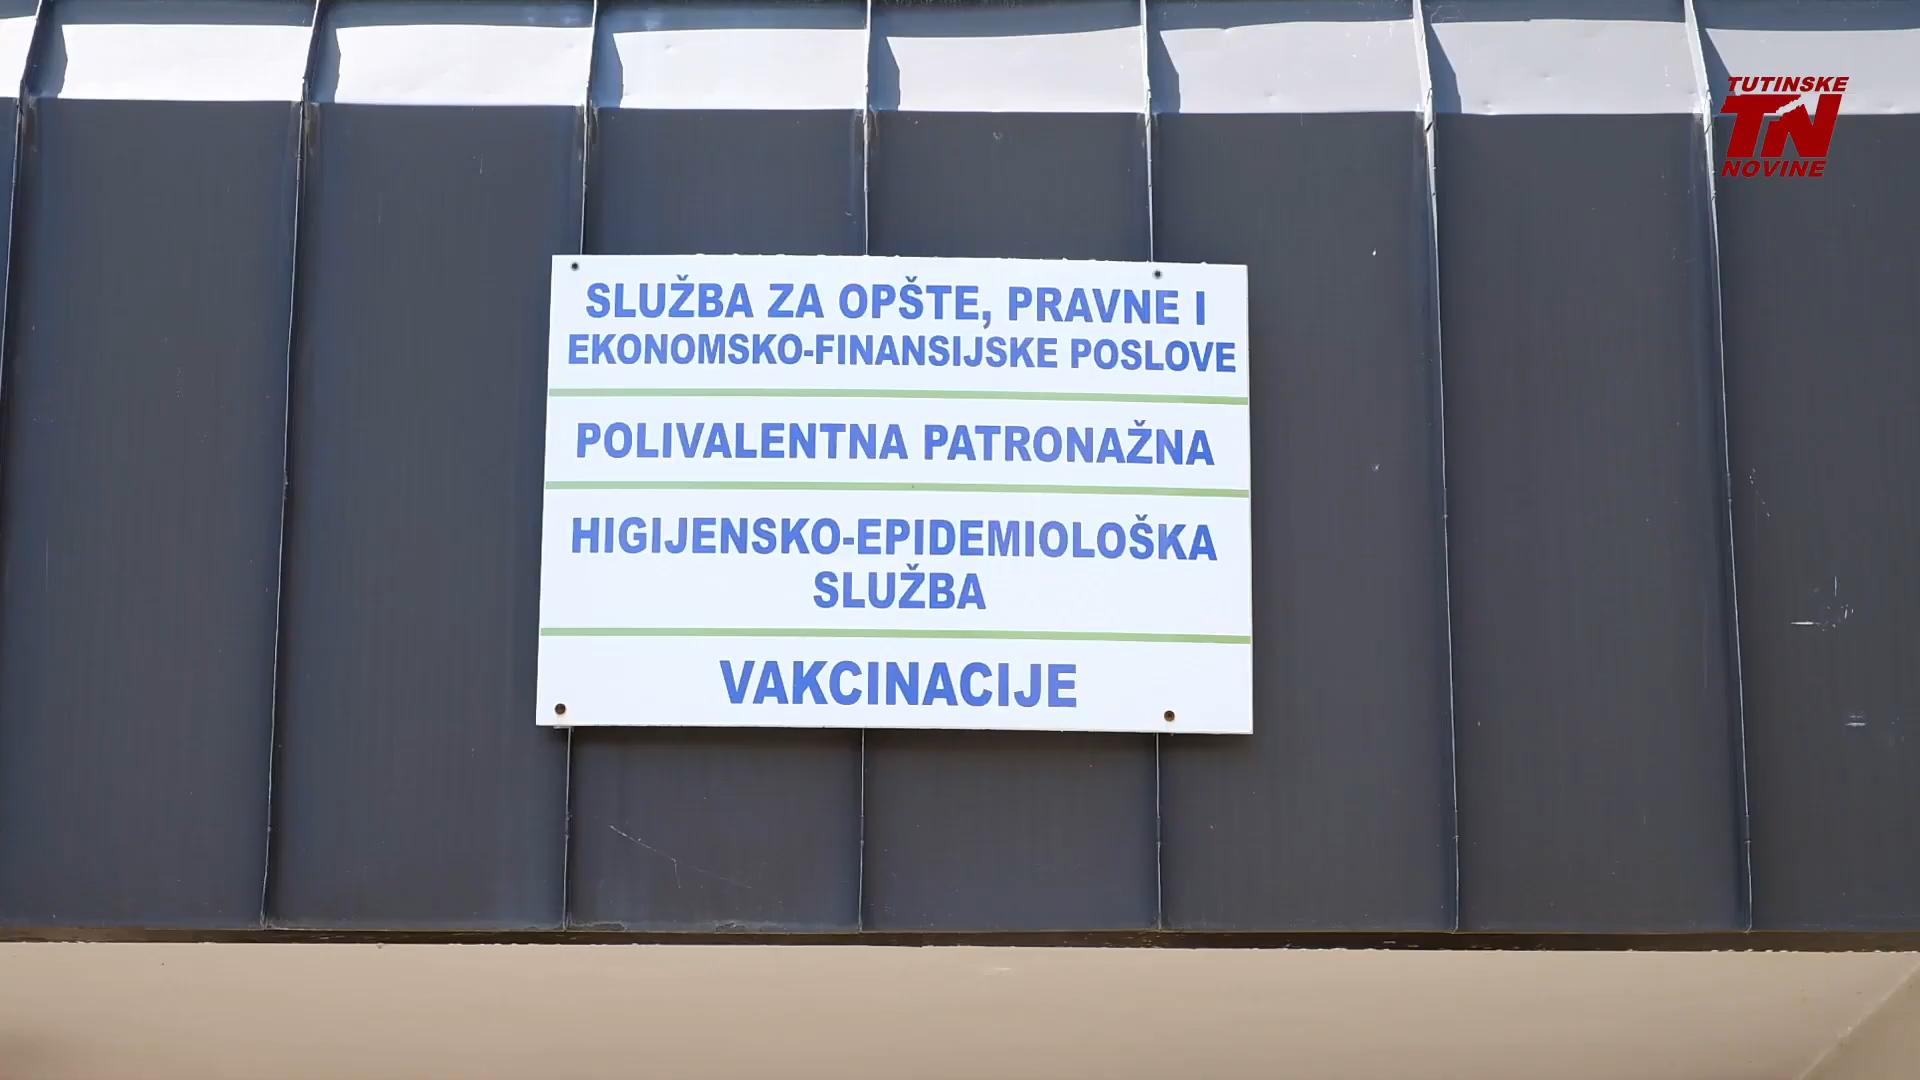 TUTINSKE
TN
NOVINE
SLUŽBA ZA OPŠTE, PRAVNE I
EKONOMSKO-FINANSIJSKE POSLOVE
POLIVALENTNA PATRONAŽNA
HIGIJENSKO-EPIDEMIOLOŠKA
SLUŽBA
VAKCINACIJE